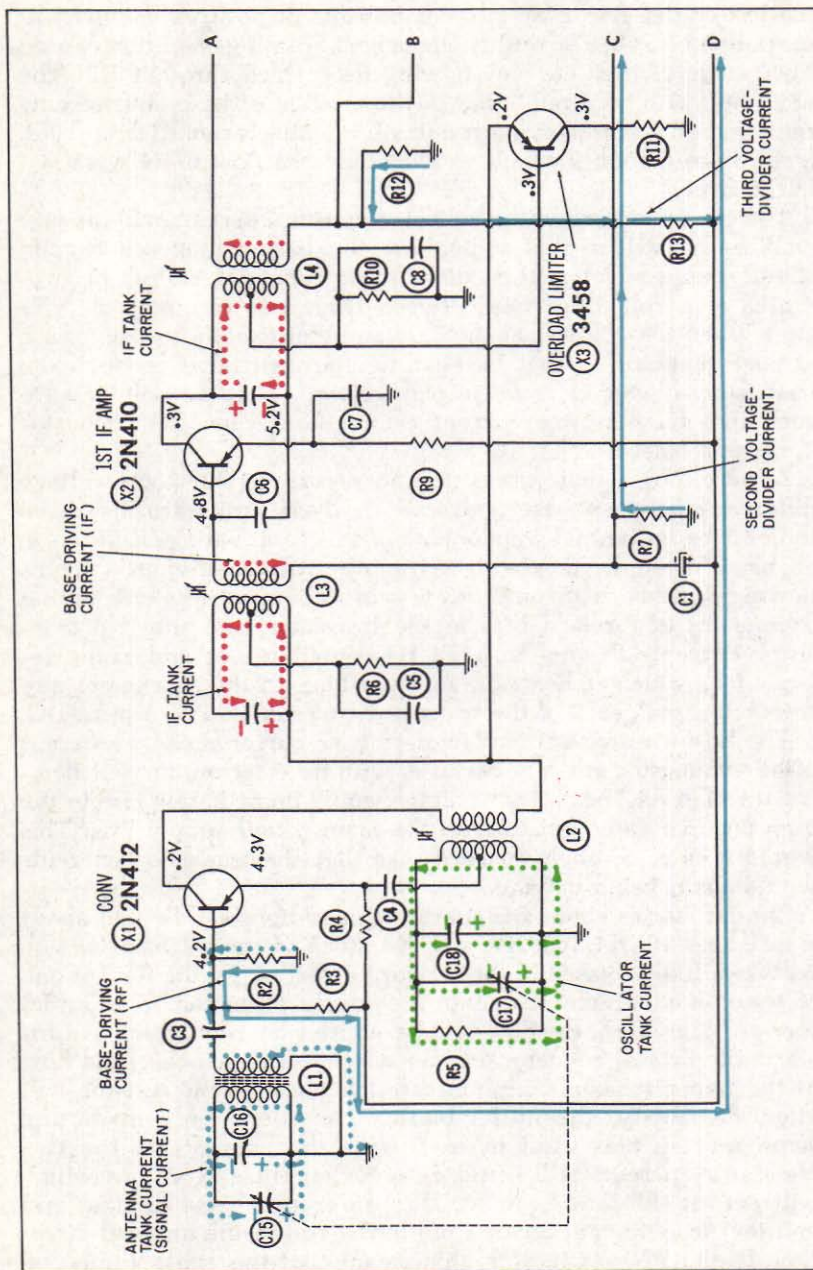 A
B
C
D
ANTENNA
TANK CURRENT
(SIGNAL CURRENT)
BASE-DRIVING
CURRENT (RF)
X1
CONV
2N412
4.2V
.2V
4.3V
C15
C16
L1
C3
R2
R3
R4
C4
R5
C17
C18
L2
OSCILLATOR
TANK CURRENT
IF TANK
CURRENT
BASE-DRIVING
CURRENT (IF)
L3
R6
C5
1ST IF AMP
X2
2N410
4.8V
.3V
5.2V
C6
C7
R9
R7
C1
IF TANK
CURRENT
L4
R10
C8
R12
OVERLOAD LIMITER
X3
3458
.2V
.3V
.3V
R11
R13
SECOND VOLTAGE-
DIVIDER CURRENT
THIRD VOLTAGE-
DIVIDER CURRENT